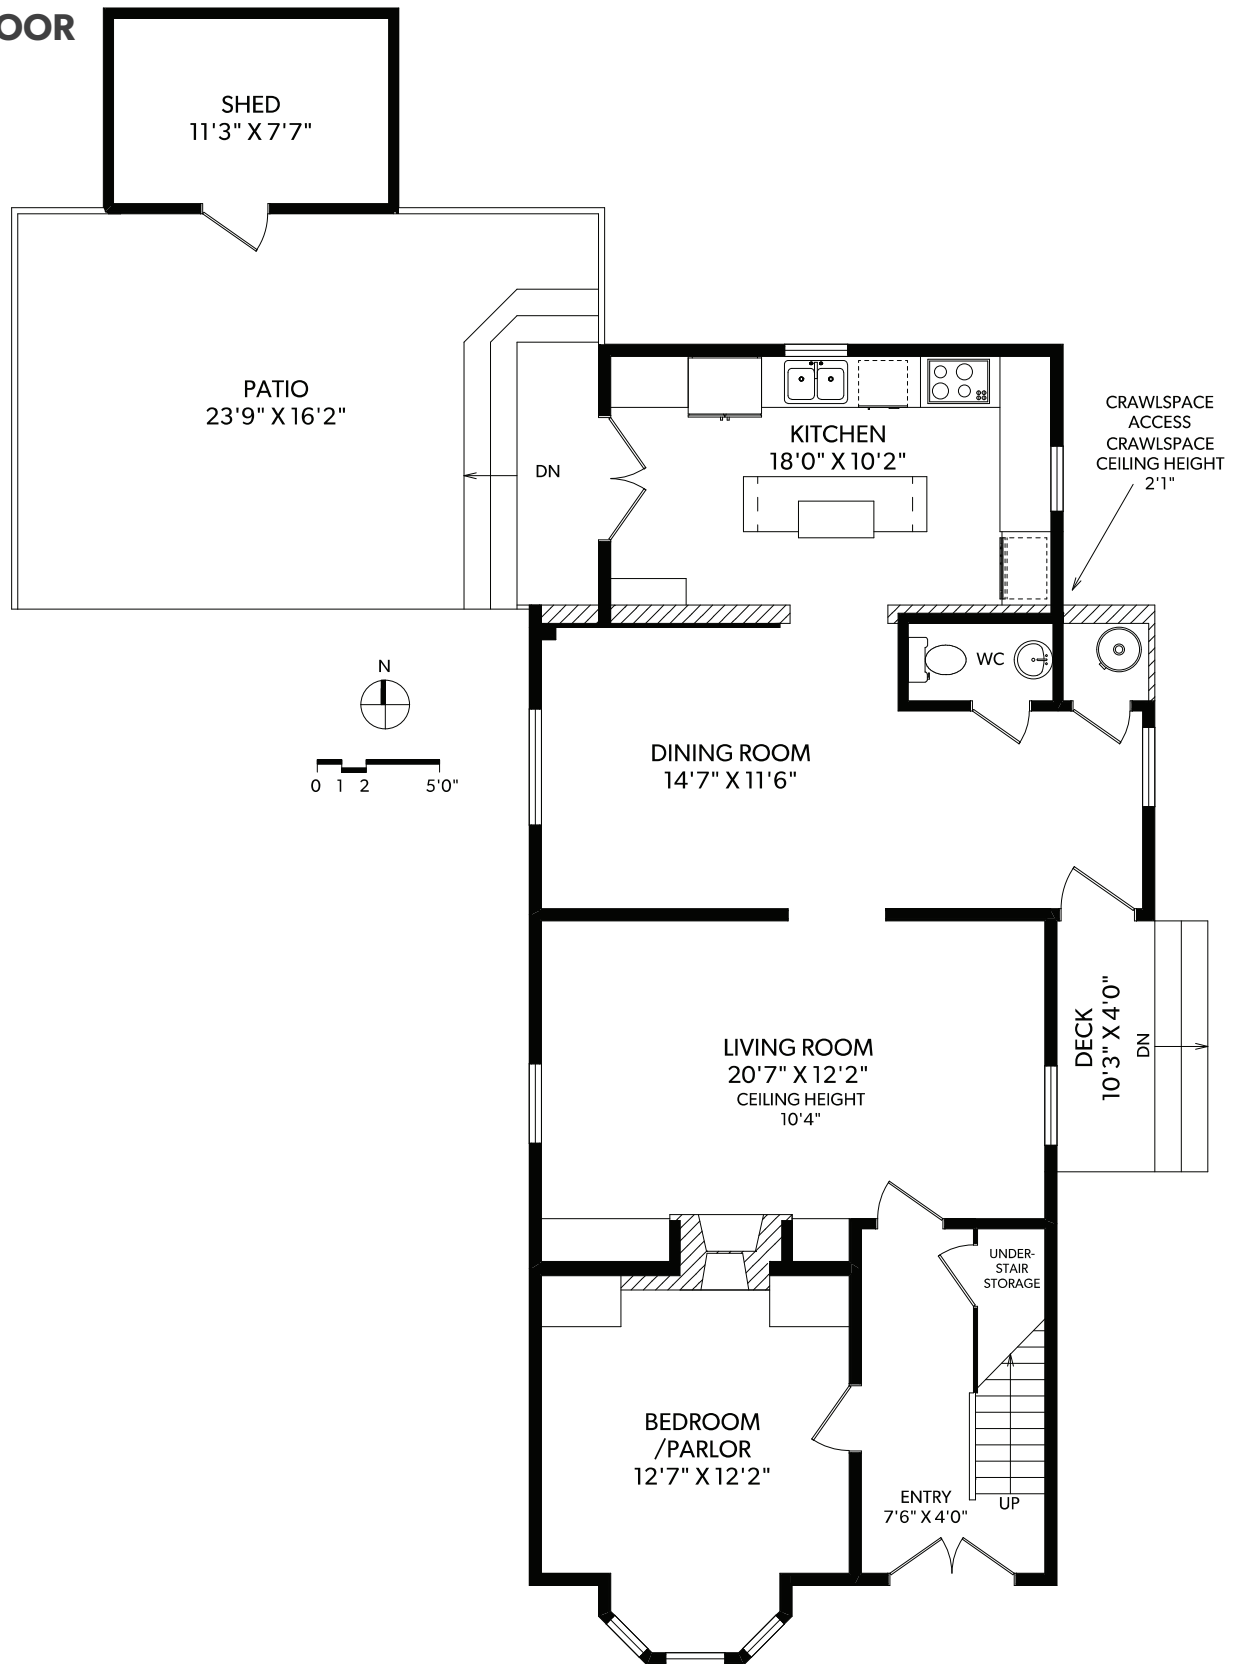 OOR
SHED
11'3" X 7'7"
PATIO
23'9" X 16'2"
DN
KITCHEN
18'0" X 10'2"
CRAWLSPACE
ACCESS
CRAWLSPACE
CEILING HEIGHT
2'1"
WC
N
0 1 2 5'0"
DINING ROOM
14'7" X 11'6"
LIVING ROOM
20'7" X 12'2"
CEILING HEIGHT
10'4"
DECK
10'3" X 4'0"
DN
UNDER-
STAIR
STORAGE
BEDROOM
/PARLOR
12'7" X 12'2"
ENTRY
7'6" X 4'0"
UP